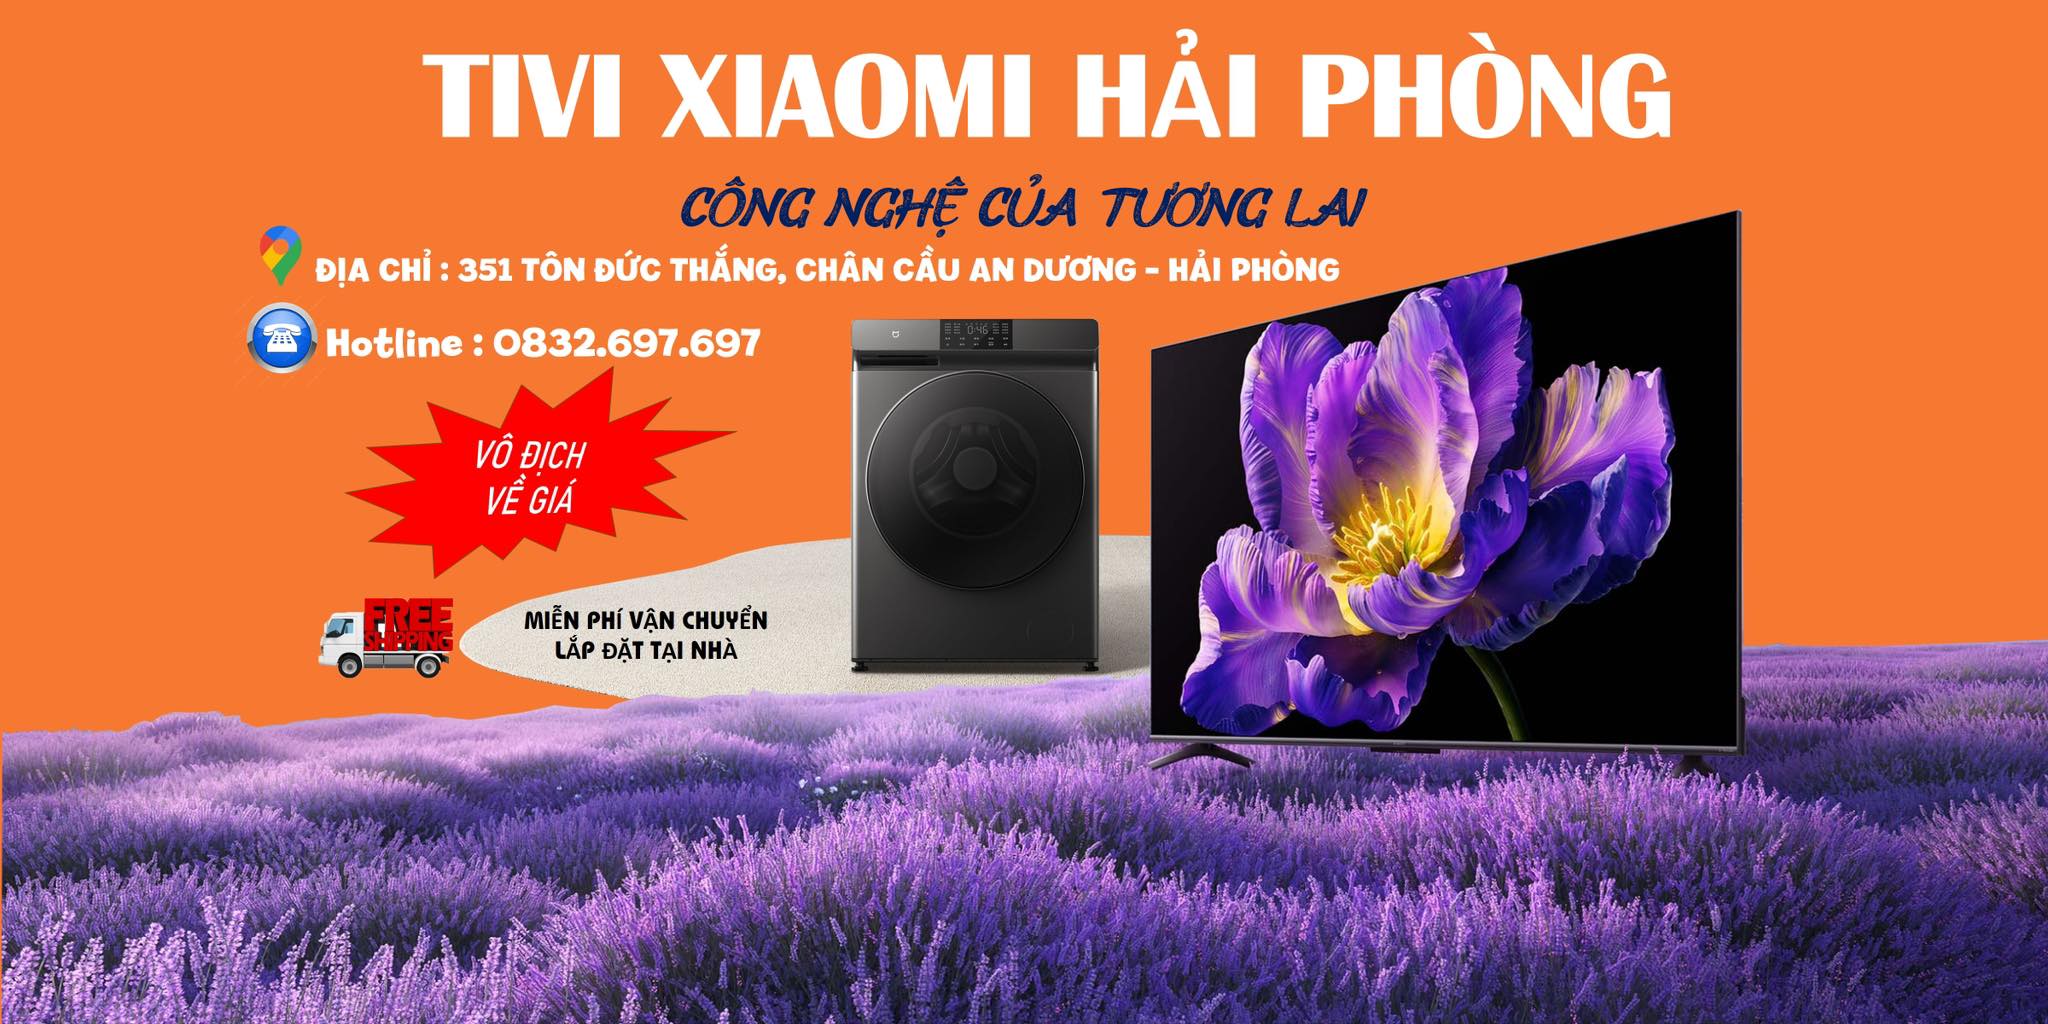 TIVI XIAOMI HẢI PHÒNG
CÔNG NGHỆ CỦA TƯƠNG LAI
ĐỊA CHỈ : 351 TÔN ĐỨC THẮNG, CHÂN CẦU AN DƯƠNG - HẢI PHÒNG
Hotline : 0832.697.697
0:46
VÔ ĐỊCH
VỀ GIÁ
FREE
SHIPPING
MIỄN PHÍ VẬN CHUYỂN
LẮP ĐẶT TẠI NHÀ